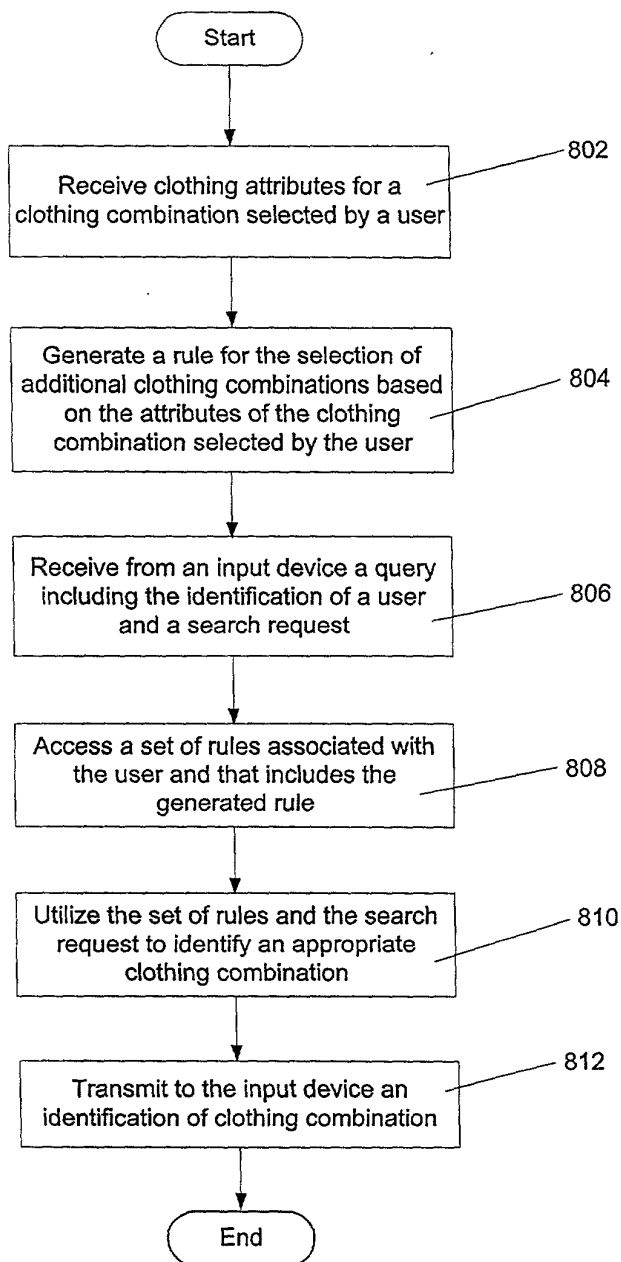 Start
802
Receive clothing attributes for a
clothing combination selected by a user
Generate a rule for the selection of
additional clothing combinations based
on the attributes of the clothing
combination selected by the user
804
Receive from an input device a query
including the identification of a user
and a search request
806
Access a set of rules associated with
the user and that includes the
generated rule
808
Utilize the set of rules and the search
request to identify an appropriate
clothing combination
810
Transmit to the input device an
identification of clothing combination
812
End